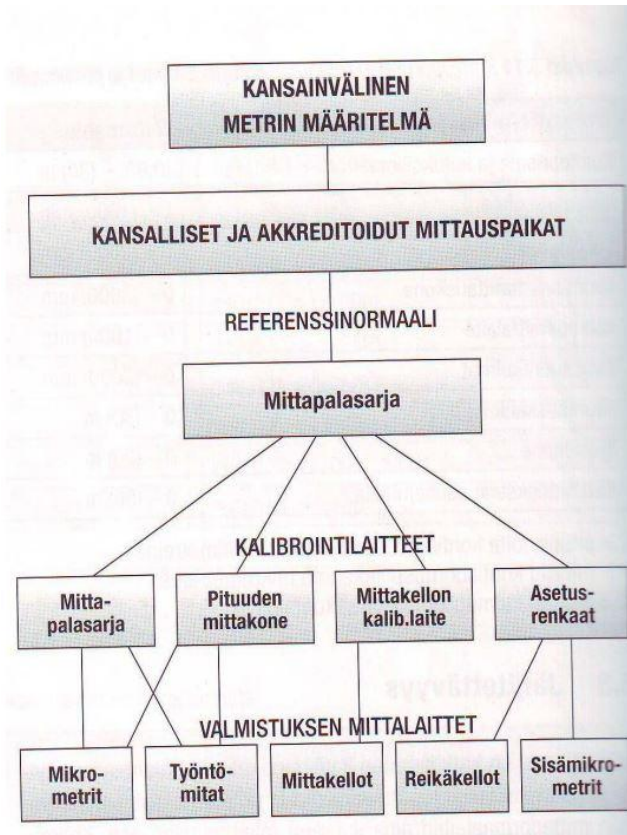 KANSAINVÄLINEN
METRIN MÄÄRITELMÄ
KANSALLISET JA AKKREDITOIDUT MITTAUSPAIKAT
REFERENSSINORMAALI
Mittapalasarja
KALIBROINTILAITTEET
Mitta-
palasarja
Pituuden
mittakone
Mittakellon
kalib.laite
Asetus-
renkaat
VALMISTUKSEN MITTALAITTET
Mikro-
metrit
Työntö-
mitat
Mittakellot
Reikäkellot
Sisämikro-
metrit